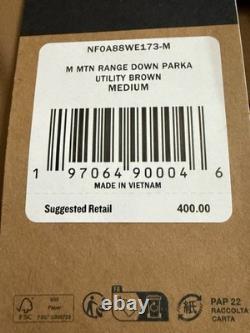 NF0A88WE173-M
M MTN RANGE DOWN PARKA
UTILITY BROWN
MEDIUM
1 97064 90004 6
MADE IN VIETNAM
Suggested Retail 400.00
FSC
PAP 22
RACCOLTA
CARTA